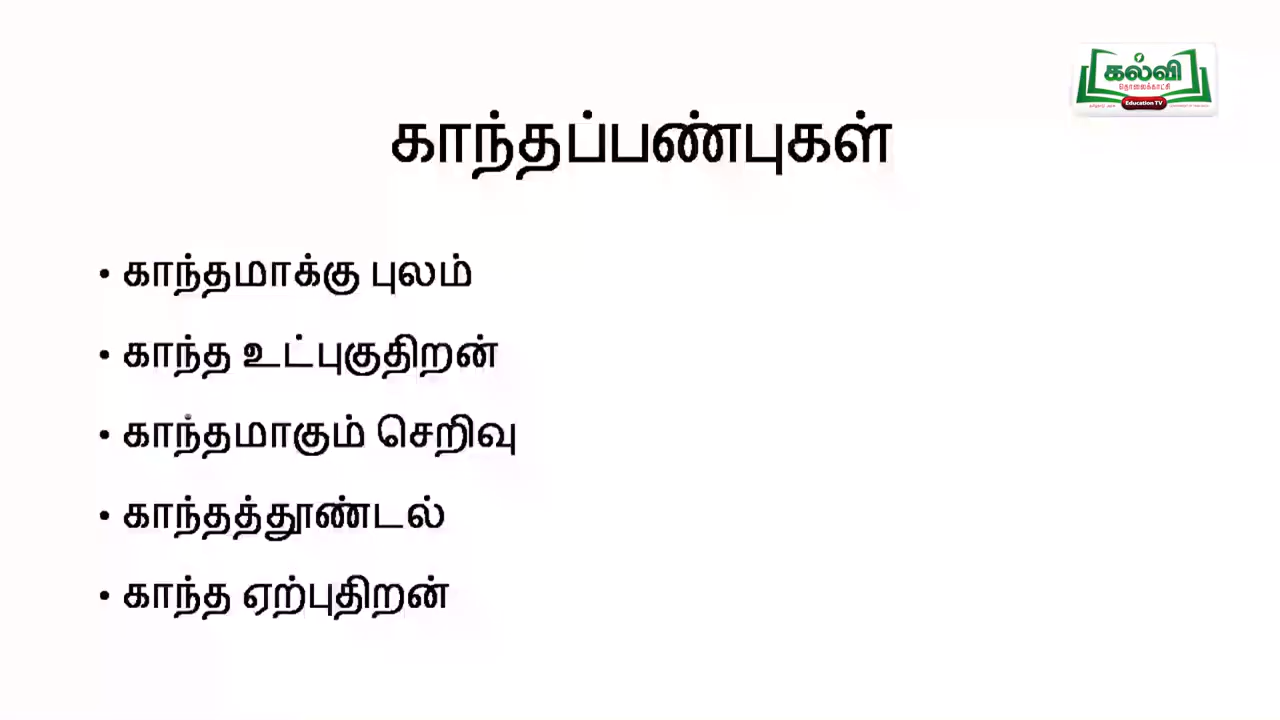 கல்வி
தொலைக்காட்சி
Education TV
காந்தப்பண்புகள்
• காந்தமாக்கு புலம்
• காந்த உட்புகுதிறன்
• காந்தமாகும் செறிவு
• காந்தத்தூண்டல்
• காந்த ஏற்புதிறன்